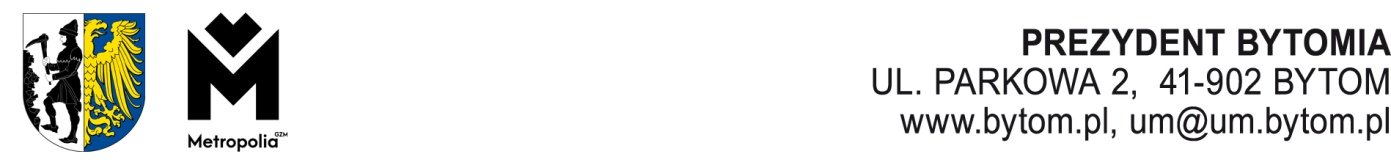 Metropolia GZM
PREZYDENT BYTOMIA
UL. PARKOWA 2, 41-902 BYTOM
www.bytom.pl, um@um.bytom.pl